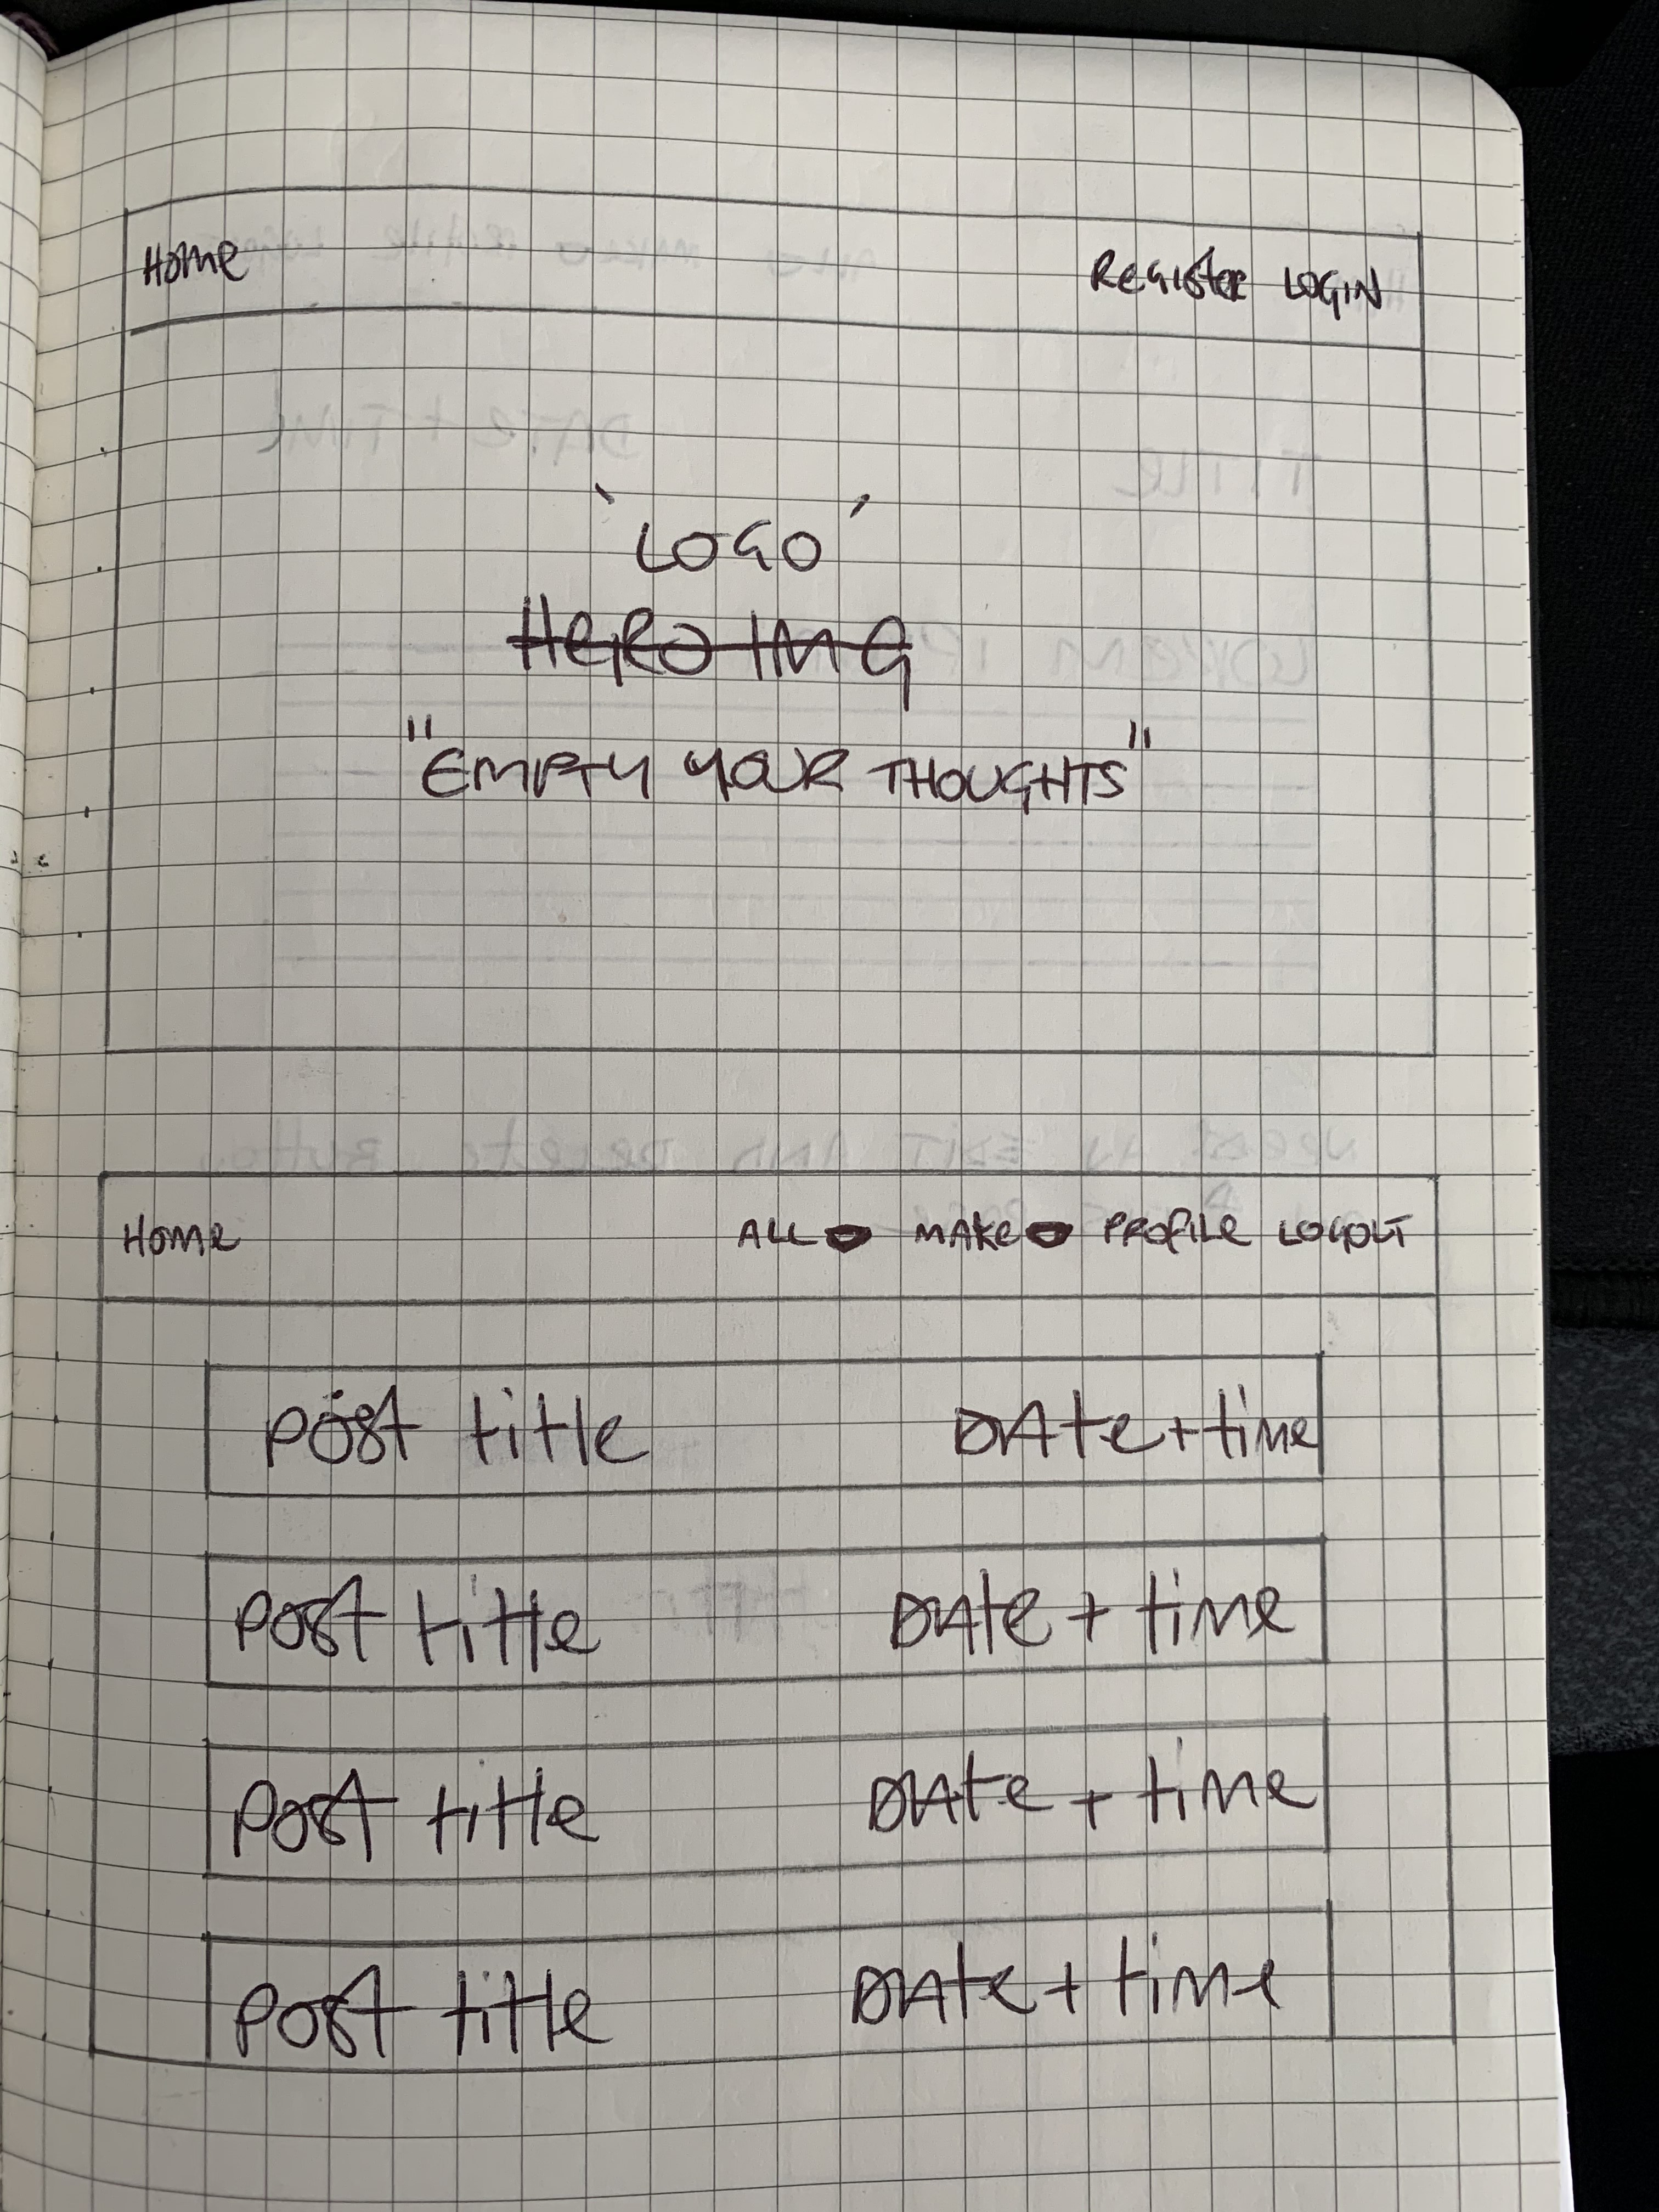 Home Register LOGIN
'LOGO'
HERO IMG
"EMPTY YOUR THOUGHTS"
Home ALL MAKE PROFILE LOGOUT
Post title DATE + time
Post title DATE + time
Post title DATE + time
Post title DATE + time